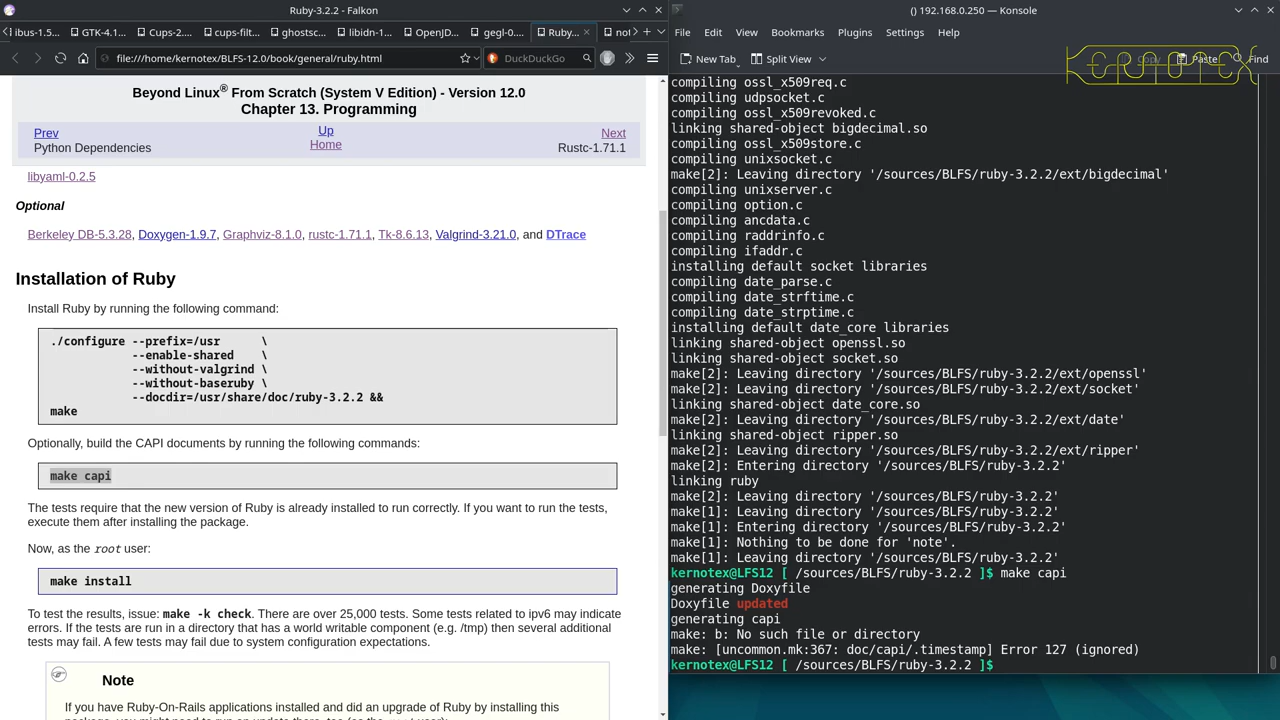 Ruby-3.2.2 - Falkon
ibus-1.5... GTK-4.1... Cups-2.... cups-filt... ghostsc... libidn-1... OpenJD... gegl-0.... Ruby... not
file:///home/kernotex/BLFS-12.0/book/general/ruby.html DuckDuckGo
Beyond Linux® From Scratch (System V Edition) - Version 12.0
Chapter 13. Programming
Prev Up Next
Python Dependencies Home Rustc-1.71.1
libyaml-0.2.5
Optional
Berkeley DB-5.3.28, Doxygen-1.9.7, Graphviz-8.1.0, rustc-1.71.1, Tk-8.6.13, Valgrind-3.21.0, and DTrace
Installation of Ruby
Install Ruby by running the following command:
./configure --prefix=/usr \
--enable-shared \
--without-valgrind \
--without-baseruby \
--docdir=/usr/share/doc/ruby-3.2.2 &&
make
Optionally, build the CAPI documents by running the following commands:
make capi
The tests require that the new version of Ruby is already installed to run correctly. If you want to run the tests,
execute them after installing the package.
Now, as the root user:
make install
To test the results, issue: make -k check. There are over 25,000 tests. Some tests related to ipv6 may indicate
errors. If the tests are run in a directory that has a world writable component (e.g. /tmp) then several additional
tests may fail. A few tests may fail due to system configuration expectations.
Note
If you have Ruby-On-Rails applications installed and did an upgrade of Ruby by installing this
() 192.168.0.250 — Konsole
File Edit View Bookmarks Plugins Settings Help
New Tab Split View Copy Paste Find
KERNOTEX
compiling ossl_x509req.c
compiling udpsocket.c
compiling ossl_x509revoked.c
linking shared-object bigdecimal.so
compiling ossl_x509store.c
compiling unixsocket.c
make[2]: Leaving directory '/sources/BLFS/ruby-3.2.2/ext/bigdecimal'
compiling unixserver.c
compiling option.c
compiling ancdata.c
compiling raddrinfo.c
compiling ifaddr.c
installing default socket libraries
compiling date_parse.c
compiling date_strftime.c
compiling date_strptime.c
installing default date_core libraries
linking shared-object openssl.so
linking shared-object socket.so
make[2]: Leaving directory '/sources/BLFS/ruby-3.2.2/ext/openssl'
make[2]: Leaving directory '/sources/BLFS/ruby-3.2.2/ext/socket'
linking shared-object date_core.so
make[2]: Leaving directory '/sources/BLFS/ruby-3.2.2/ext/date'
linking shared-object ripper.so
make[2]: Leaving directory '/sources/BLFS/ruby-3.2.2/ext/ripper'
make[2]: Entering directory '/sources/BLFS/ruby-3.2.2'
linking ruby
make[2]: Leaving directory '/sources/BLFS/ruby-3.2.2'
make[1]: Leaving directory '/sources/BLFS/ruby-3.2.2'
make[1]: Entering directory '/sources/BLFS/ruby-3.2.2'
make[1]: Nothing to be done for 'note'.
make[1]: Leaving directory '/sources/BLFS/ruby-3.2.2'
kernotex@LFS12 [ /sources/BLFS/ruby-3.2.2 ]$ make capi
generating Doxyfile
Doxyfile updated
generating capi
make: b: No such file or directory
make: [uncommon.mk:367: doc/capi/.timestamp] Error 127 (ignored)
kernotex@LFS12 [ /sources/BLFS/ruby-3.2.2 ]$